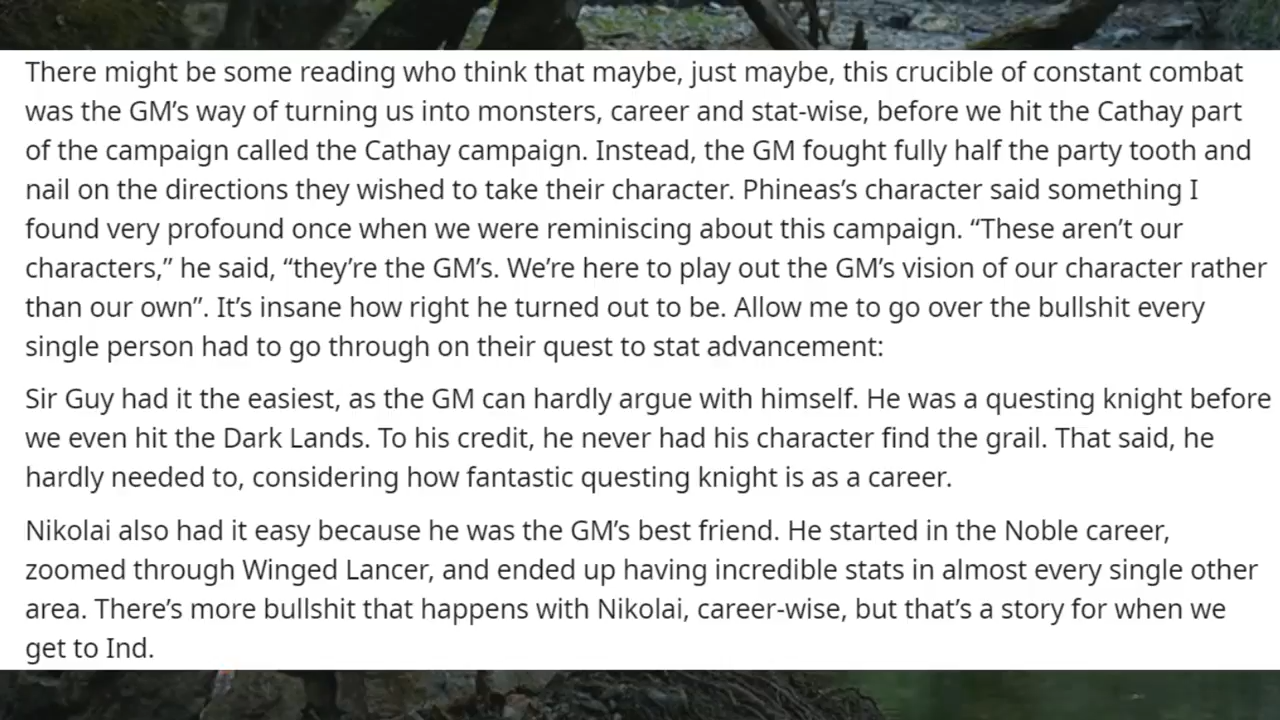 There might be some reading who think that maybe, just maybe, this crucible of constant combat
was the GM’s way of turning us into monsters, career and stat-wise, before we hit the Cathay part
of the campaign called the Cathay campaign. Instead, the GM fought fully half the party tooth and
nail on the directions they wished to take their character. Phineas’s character said something I
found very profound once when we were reminiscing about this campaign. “These aren’t our
characters,” he said, “they’re the GM’s. We’re here to play out the GM’s vision of our character rather
than our own”. It’s insane how right he turned out to be. Allow me to go over the bullshit every
single person had to go through on their quest to stat advancement:
Sir Guy had it the easiest, as the GM can hardly argue with himself. He was a questing knight before
we even hit the Dark Lands. To his credit, he never had his character find the grail. That said, he
hardly needed to, considering how fantastic questing knight is as a career.
Nikolai also had it easy because he was the GM’s best friend. He started in the Noble career,
zoomed through Winged Lancer, and ended up having incredible stats in almost every single other
area. There’s more bullshit that happens with Nikolai, career-wise, but that’s a story for when we
get to Ind.